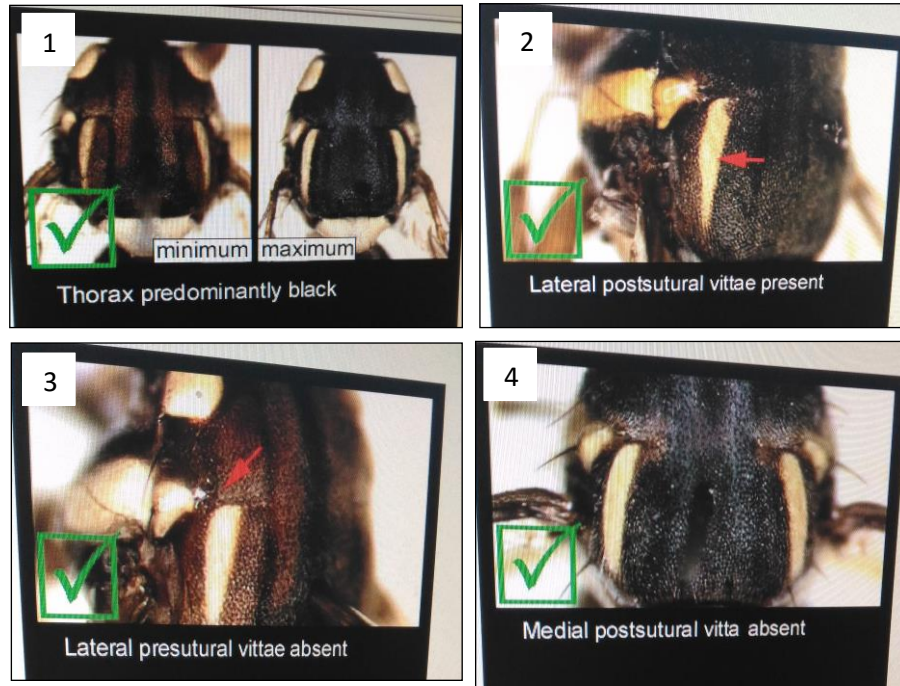 1
minimum
maximum
Thorax predominantly black
2
Lateral postsutural vittae present
3
Lateral presutural vittae absent
4
Medial postsutural vitta absent